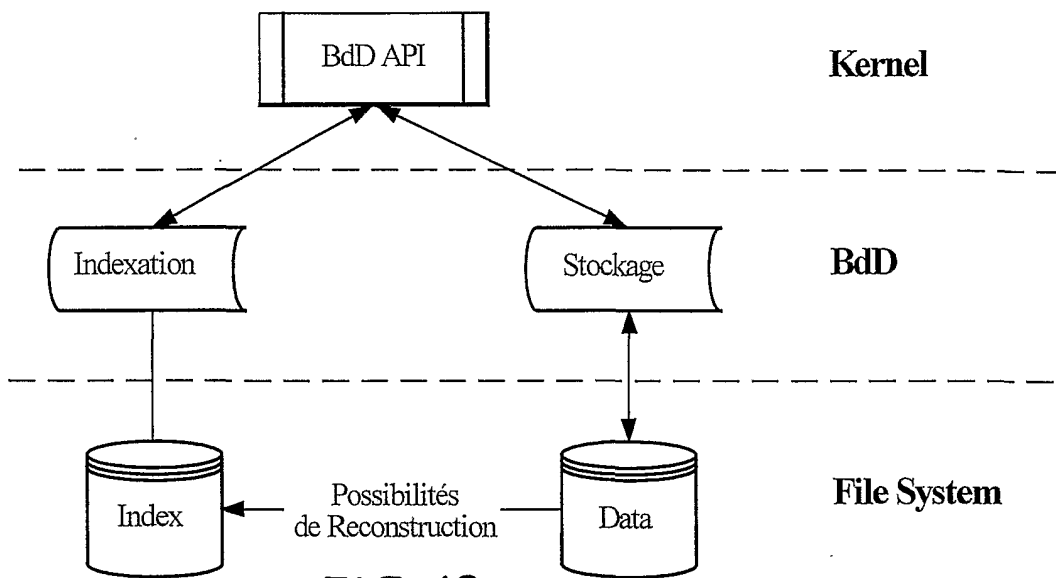 BdD API
Kernel
Indexation
Stockage
BdD
Index
Possibilités
de Reconstruction
Data
File System